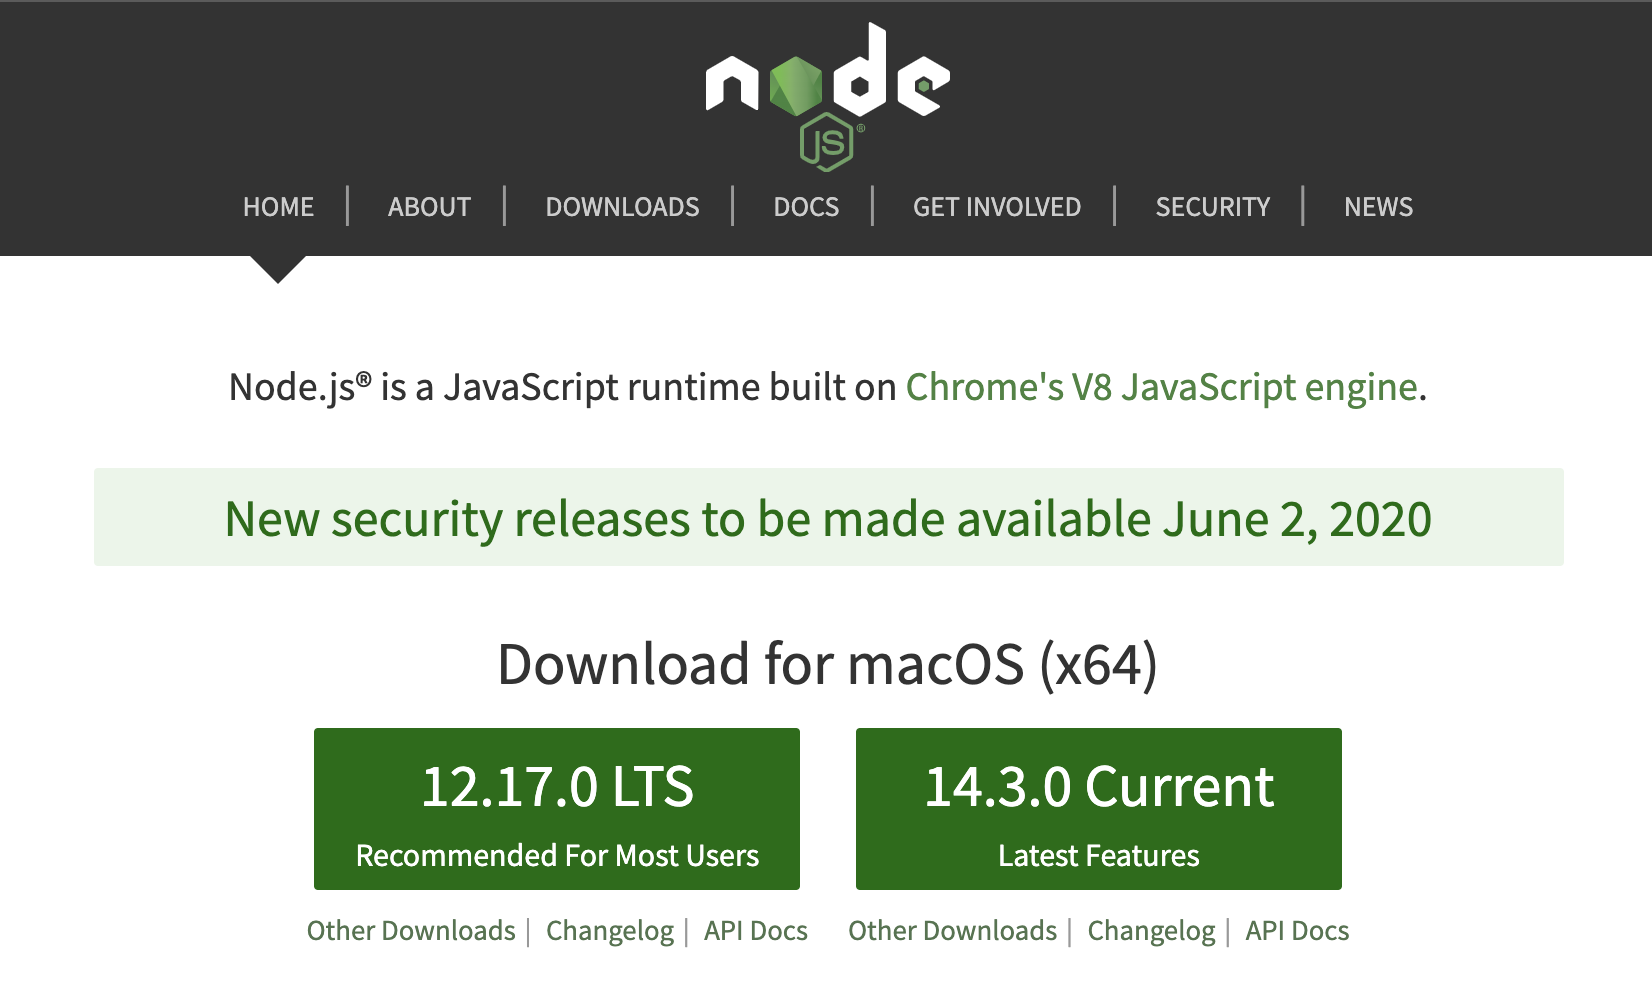 node
JS®
HOME | ABOUT | DOWNLOADS | DOCS | GET INVOLVED | SECURITY | NEWS
Node.js® is a JavaScript runtime built on Chrome's V8 JavaScript engine.
New security releases to be made available June 2, 2020
Download for macOS (x64)
12.17.0 LTS
Recommended For Most Users
Other Downloads | Changelog | API Docs
14.3.0 Current
Latest Features
Other Downloads | Changelog | API Docs